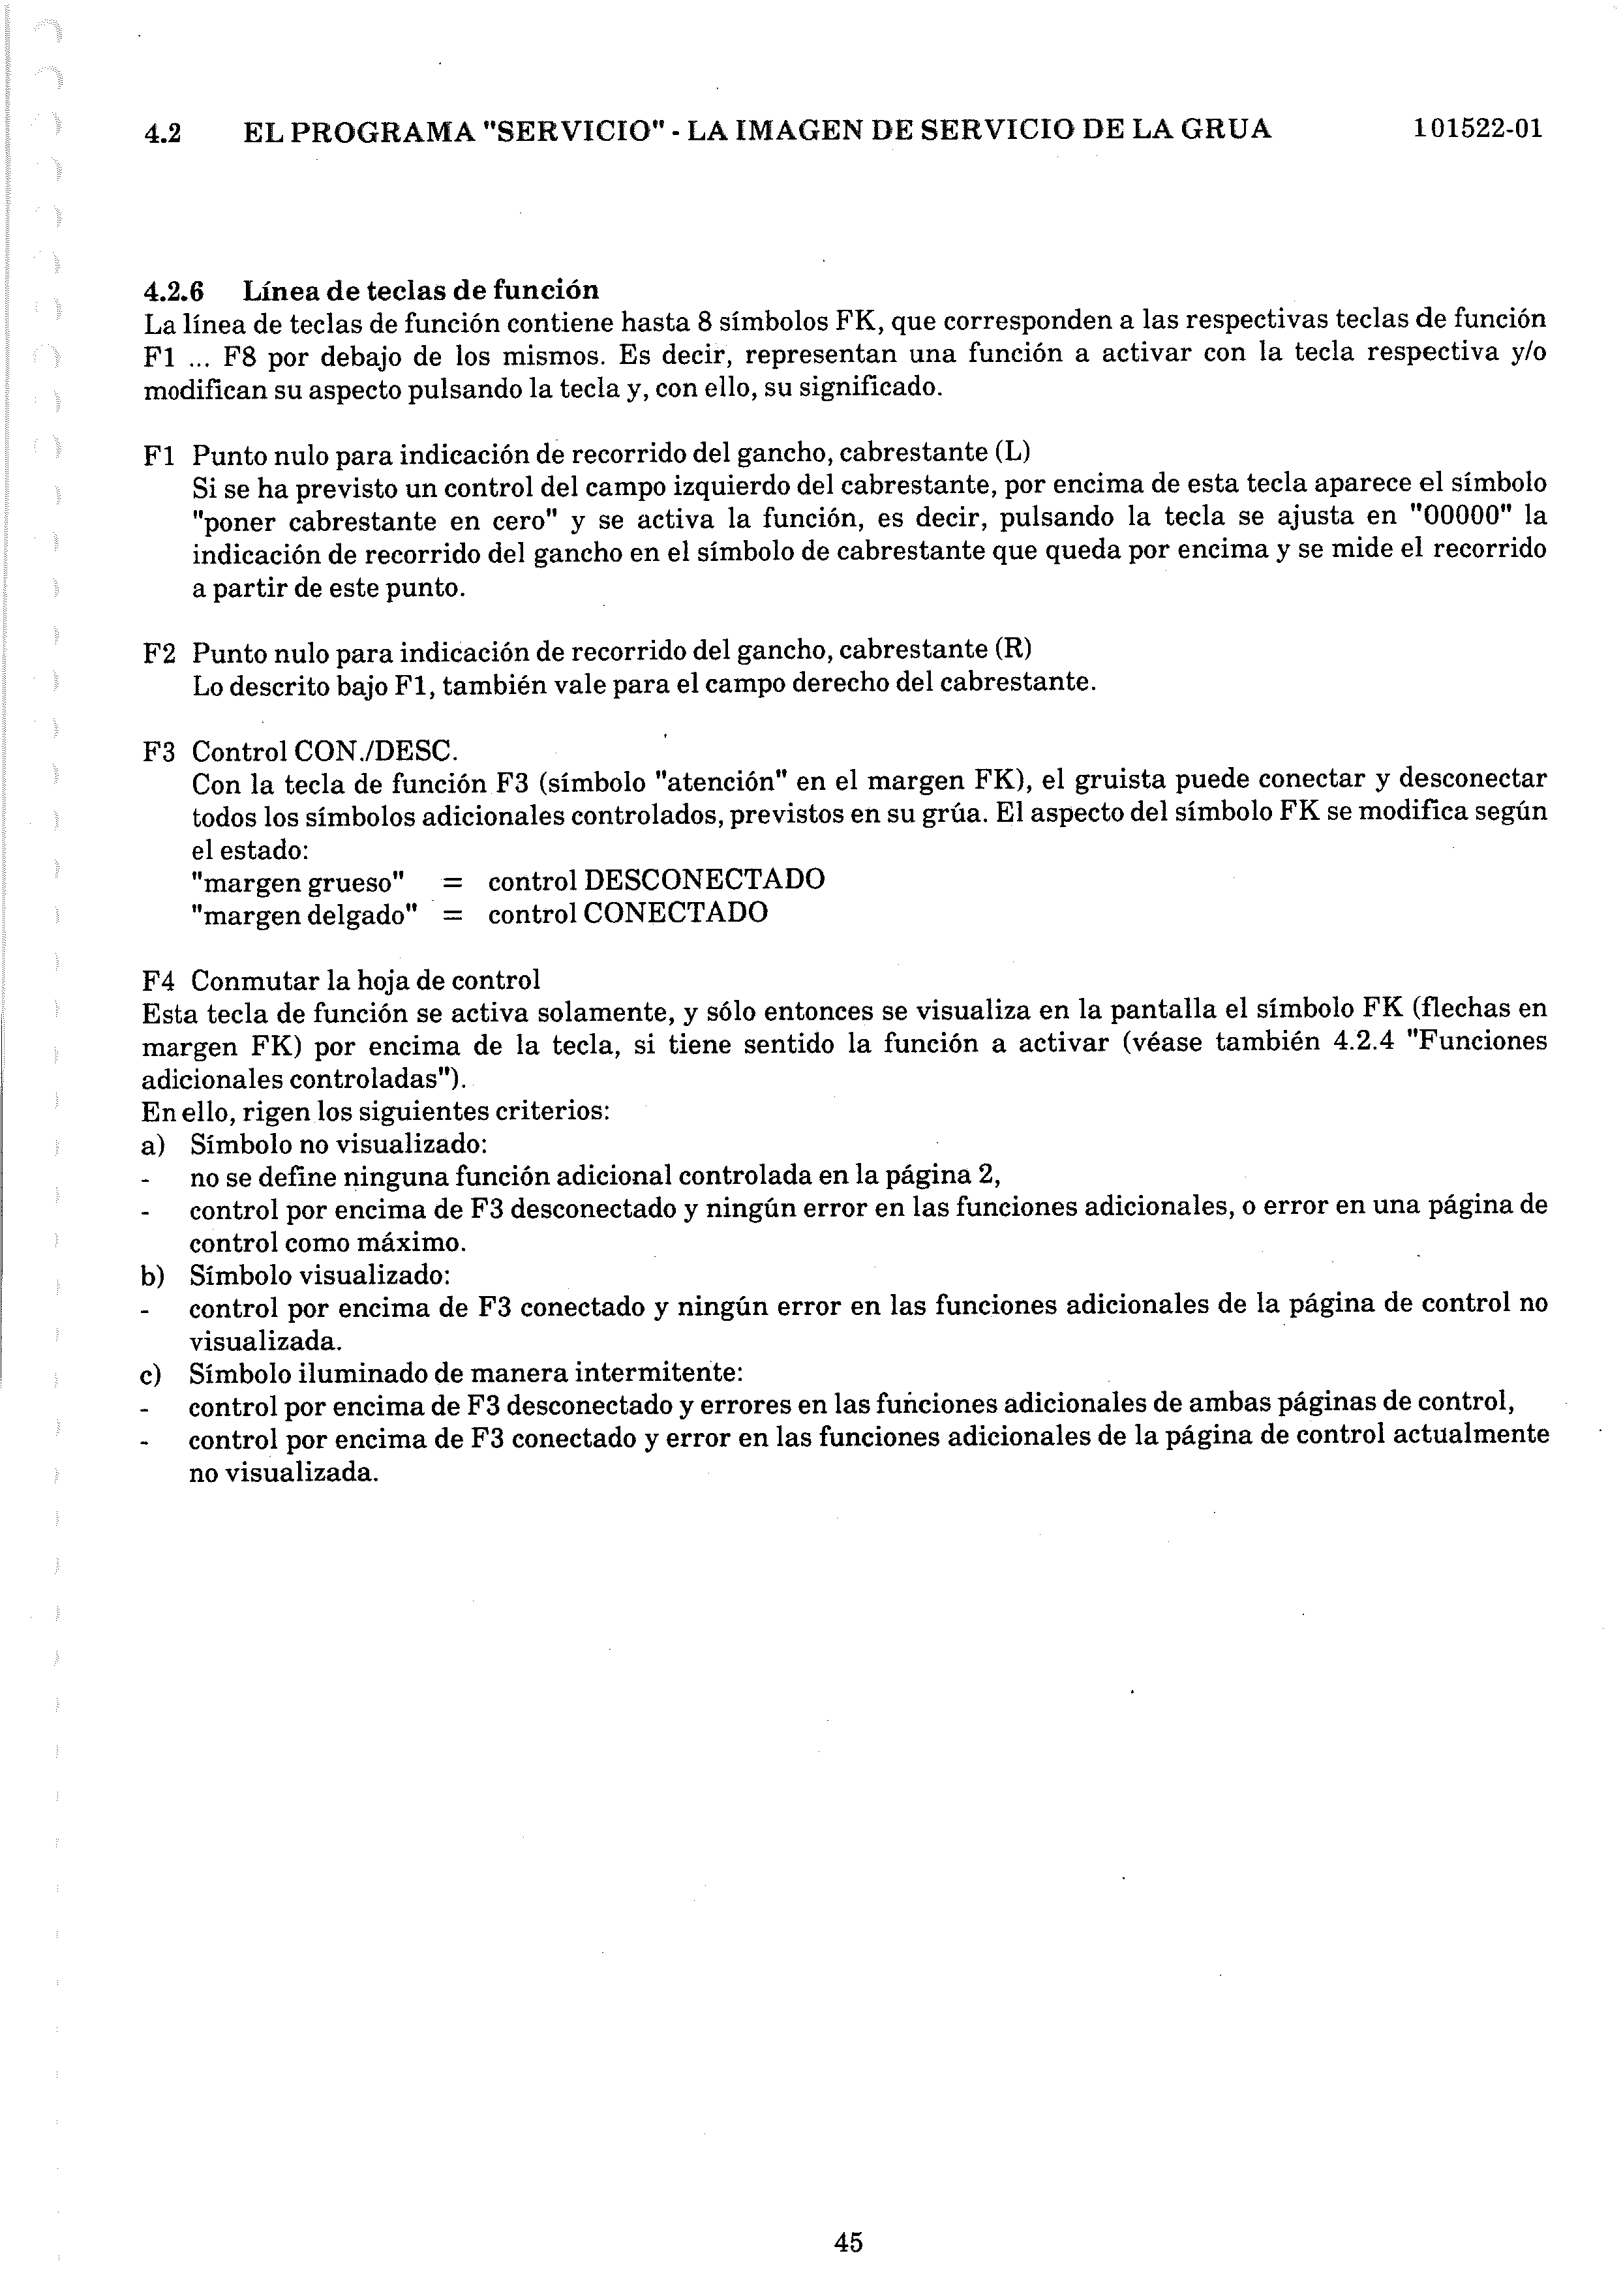 4.2 EL PROGRAMA "SERVICIO" - LA IMAGEN DE SERVICIO DE LA GRUA 101522-01
4.2.6 Línea de teclas de función
La línea de teclas de función contiene hasta 8 símbolos FK, que corresponden a las respectivas teclas de función
F1 ... F8 por debajo de los mismos. Es decir, representan una función a activar con la tecla respectiva y/o
modifican su aspecto pulsando la tecla y, con ello, su significado.
F1 Punto nulo para indicación de recorrido del gancho, cabrestante (L)
Si se ha previsto un control del campo izquierdo del cabrestante, por encima de esta tecla aparece el símbolo
"poner cabrestante en cero" y se activa la función, es decir, pulsando la tecla se ajusta en "00000" la
indicación de recorrido del gancho en el símbolo de cabrestante que queda por encima y se mide el recorrido
a partir de este punto.
F2 Punto nulo para indicación de recorrido del gancho, cabrestante (R)
Lo descrito bajo F1, también vale para el campo derecho del cabrestante.
F3 Control CON./DESC.
Con la tecla de función F3 (símbolo "atención" en el margen FK), el gruista puede conectar y desconectar
todos los símbolos adicionales controlados, previstos en su grúa. El aspecto del símbolo FK se modifica según
el estado:
"margen grueso" = control DESCONECTADO
"margen delgado" = control CONECTADO
F4 Conmutar la hoja de control
Esta tecla de función se activa solamente, y sólo entonces se visualiza en la pantalla el símbolo FK (flechas en
margen FK) por encima de la tecla, si tiene sentido la función a activar (véase también 4.2.4 "Funciones
adicionales controladas").
En ello, rigen los siguientes criterios:
a) Símbolo no visualizado:
- no se define ninguna función adicional controlada en la página 2,
- control por encima de F3 desconectado y ningún error en las funciones adicionales, o error en una página de
control como máximo.
b) Símbolo visualizado:
- control por encima de F3 conectado y ningún error en las funciones adicionales de la página de control no
visualizada.
c) Símbolo iluminado de manera intermitente:
- control por encima de F3 desconectado y errores en las funciones adicionales de ambas páginas de control,
- control por encima de F3 conectado y error en las funciones adicionales de la página de control actualmente
no visualizada.
45